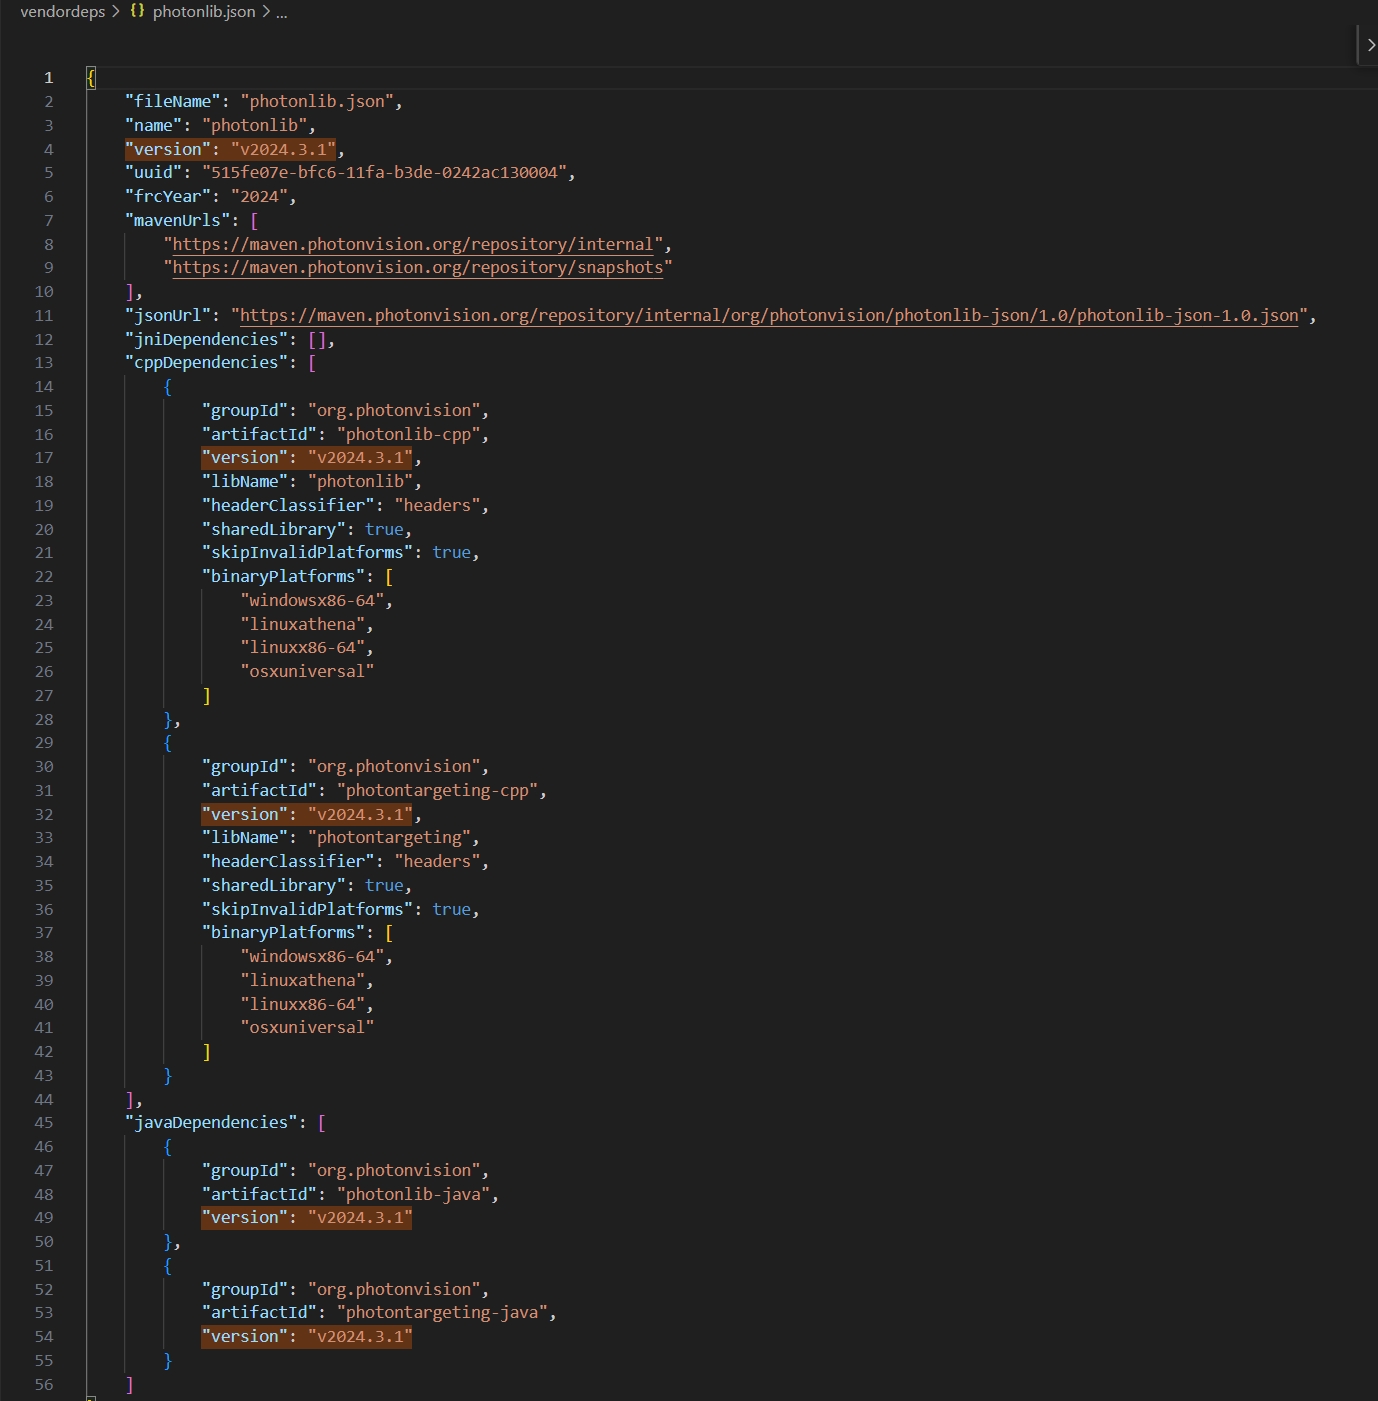 vendordeps > {} photonlib.json > ...
1 {
2 "fileName": "photonlib.json",
3 "name": "photonlib",
4 "version": "v2024.3.1",
5 "uuid": "515fe07e-bfc6-11fa-b3de-0242ac130004",
6 "frcYear": "2024",
7 "mavenUrls": [
8 "https://maven.photonvision.org/repository/internal",
9 "https://maven.photonvision.org/repository/snapshots"
10 ],
11 "jsonUrl": "https://maven.photonvision.org/repository/internal/org/photonvision/photonlib-json/1.0/photonlib-json-1.0.json",
12 "jniDependencies": [],
13 "cppDependencies": [
14 {
15 "groupId": "org.photonvision",
16 "artifactId": "photonlib-cpp",
17 "version": "v2024.3.1",
18 "libName": "photonlib",
19 "headerClassifier": "headers",
20 "sharedLibrary": true,
21 "skipInvalidPlatforms": true,
22 "binaryPlatforms": [
23 "windowsx86-64",
24 "linuxathena",
25 "linuxx86-64",
26 "osxuniversal"
27 ]
28 },
29 {
30 "groupId": "org.photonvision",
31 "artifactId": "photontargeting-cpp",
32 "version": "v2024.3.1",
33 "libName": "photontargeting",
34 "headerClassifier": "headers",
35 "sharedLibrary": true,
36 "skipInvalidPlatforms": true,
37 "binaryPlatforms": [
38 "windowsx86-64",
39 "linuxathena",
40 "linuxx86-64",
41 "osxuniversal"
42 ]
43 }
44 ],
45 "javaDependencies": [
46 {
47 "groupId": "org.photonvision",
48 "artifactId": "photonlib-java",
49 "version": "v2024.3.1"
50 },
51 {
52 "groupId": "org.photonvision",
53 "artifactId": "photontargeting-java",
54 "version": "v2024.3.1"
55 }
56 ]